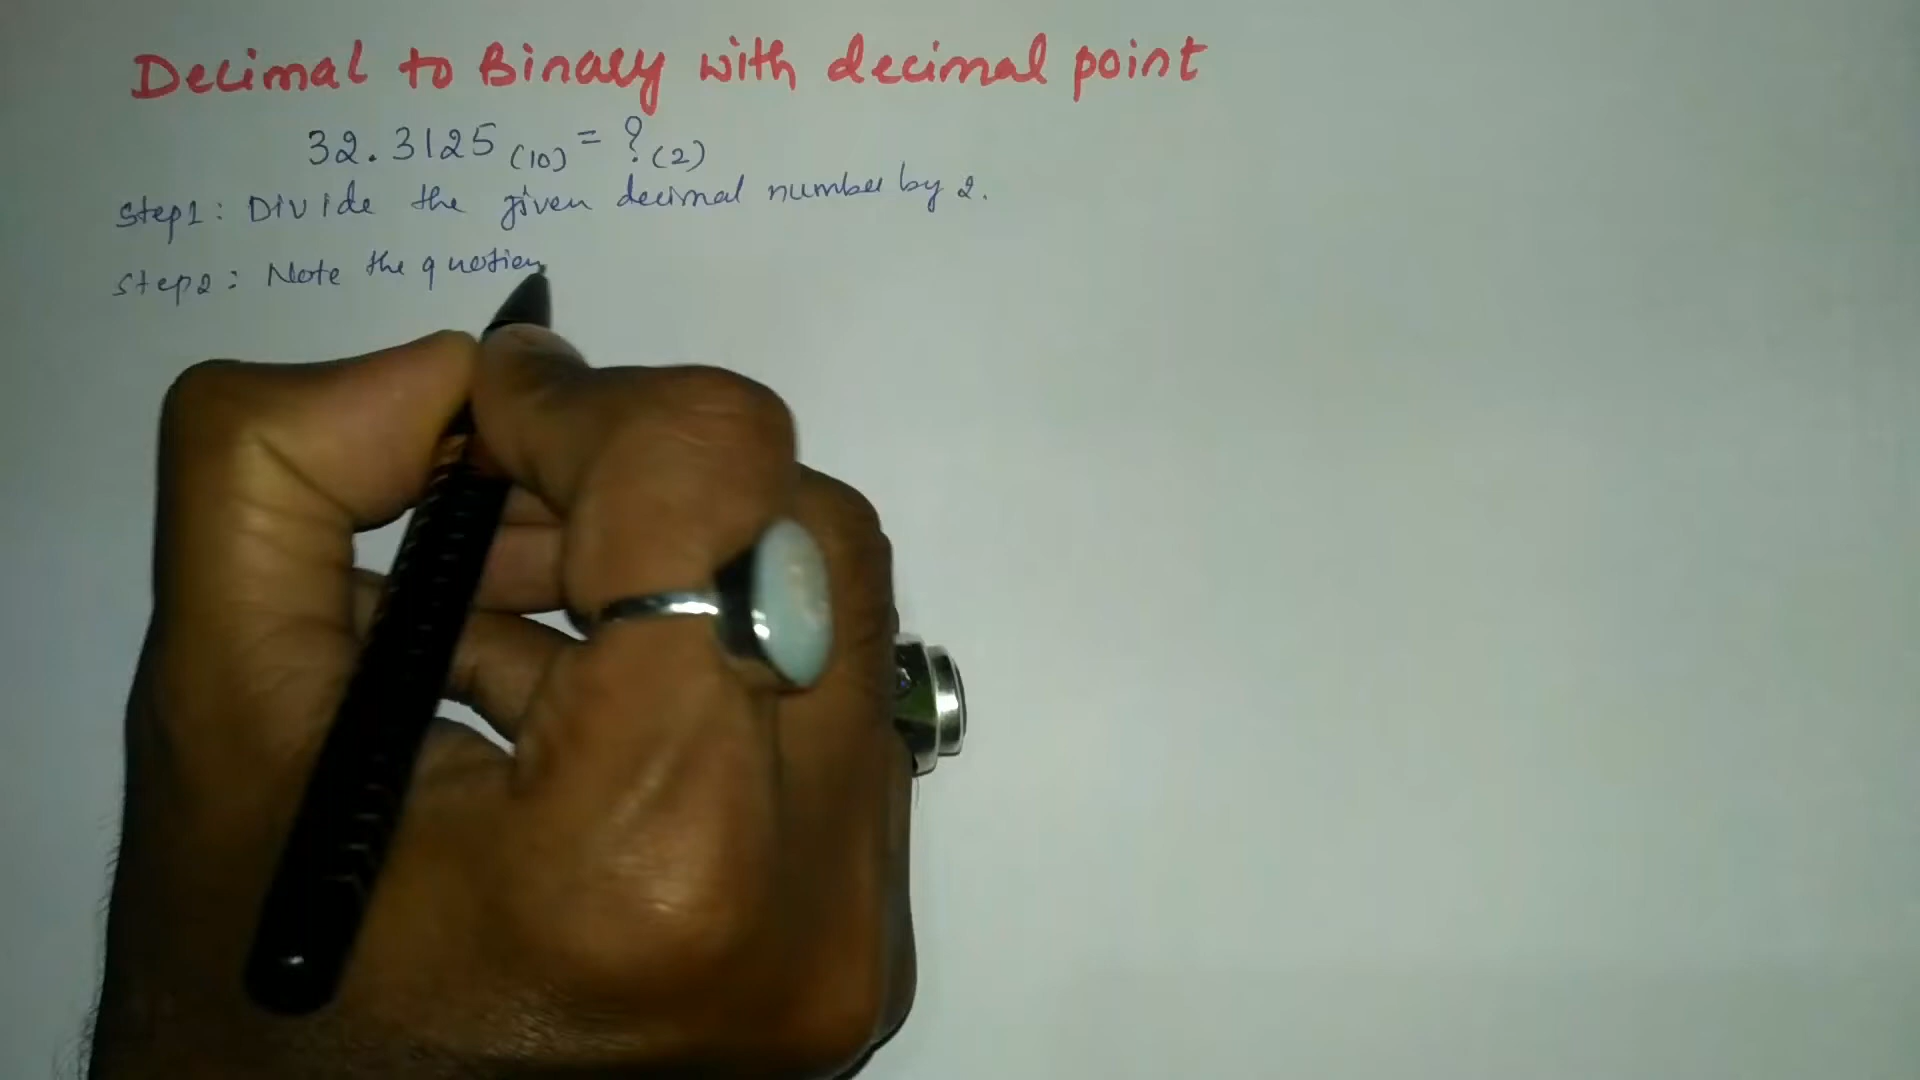 Decimal to Binary with decimal point
32.3125 (10) = ? (2)
Step1: Divide the given decimal number by 2.
Step2: Note the quotien